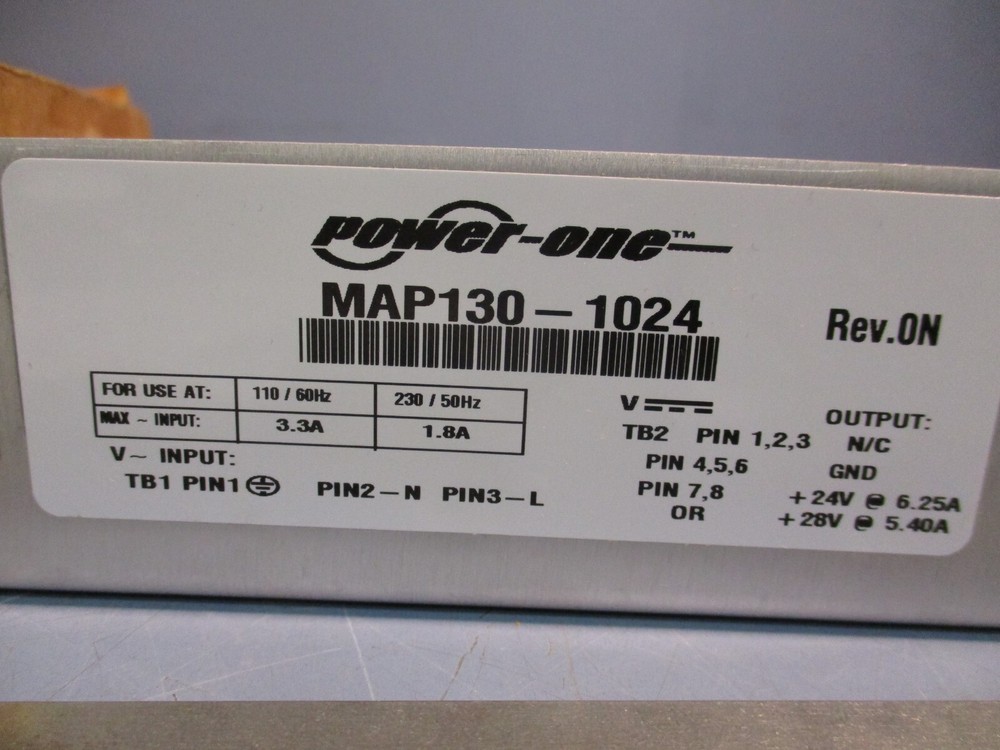 power-one™
MAP130-1024
Rev.0N
FOR USE AT: 110 / 60Hz 230 / 50Hz
MAX ~ INPUT: 3.3A 1.8A
V~ INPUT:
TB1 PIN1 PIN2-N PIN3-L
V OUTPUT:
TB2 PIN 1,2,3 N/C
PIN 4,5,6 GND
PIN 7,8 +24V @ 6.25A
OR +28V @ 5.40A